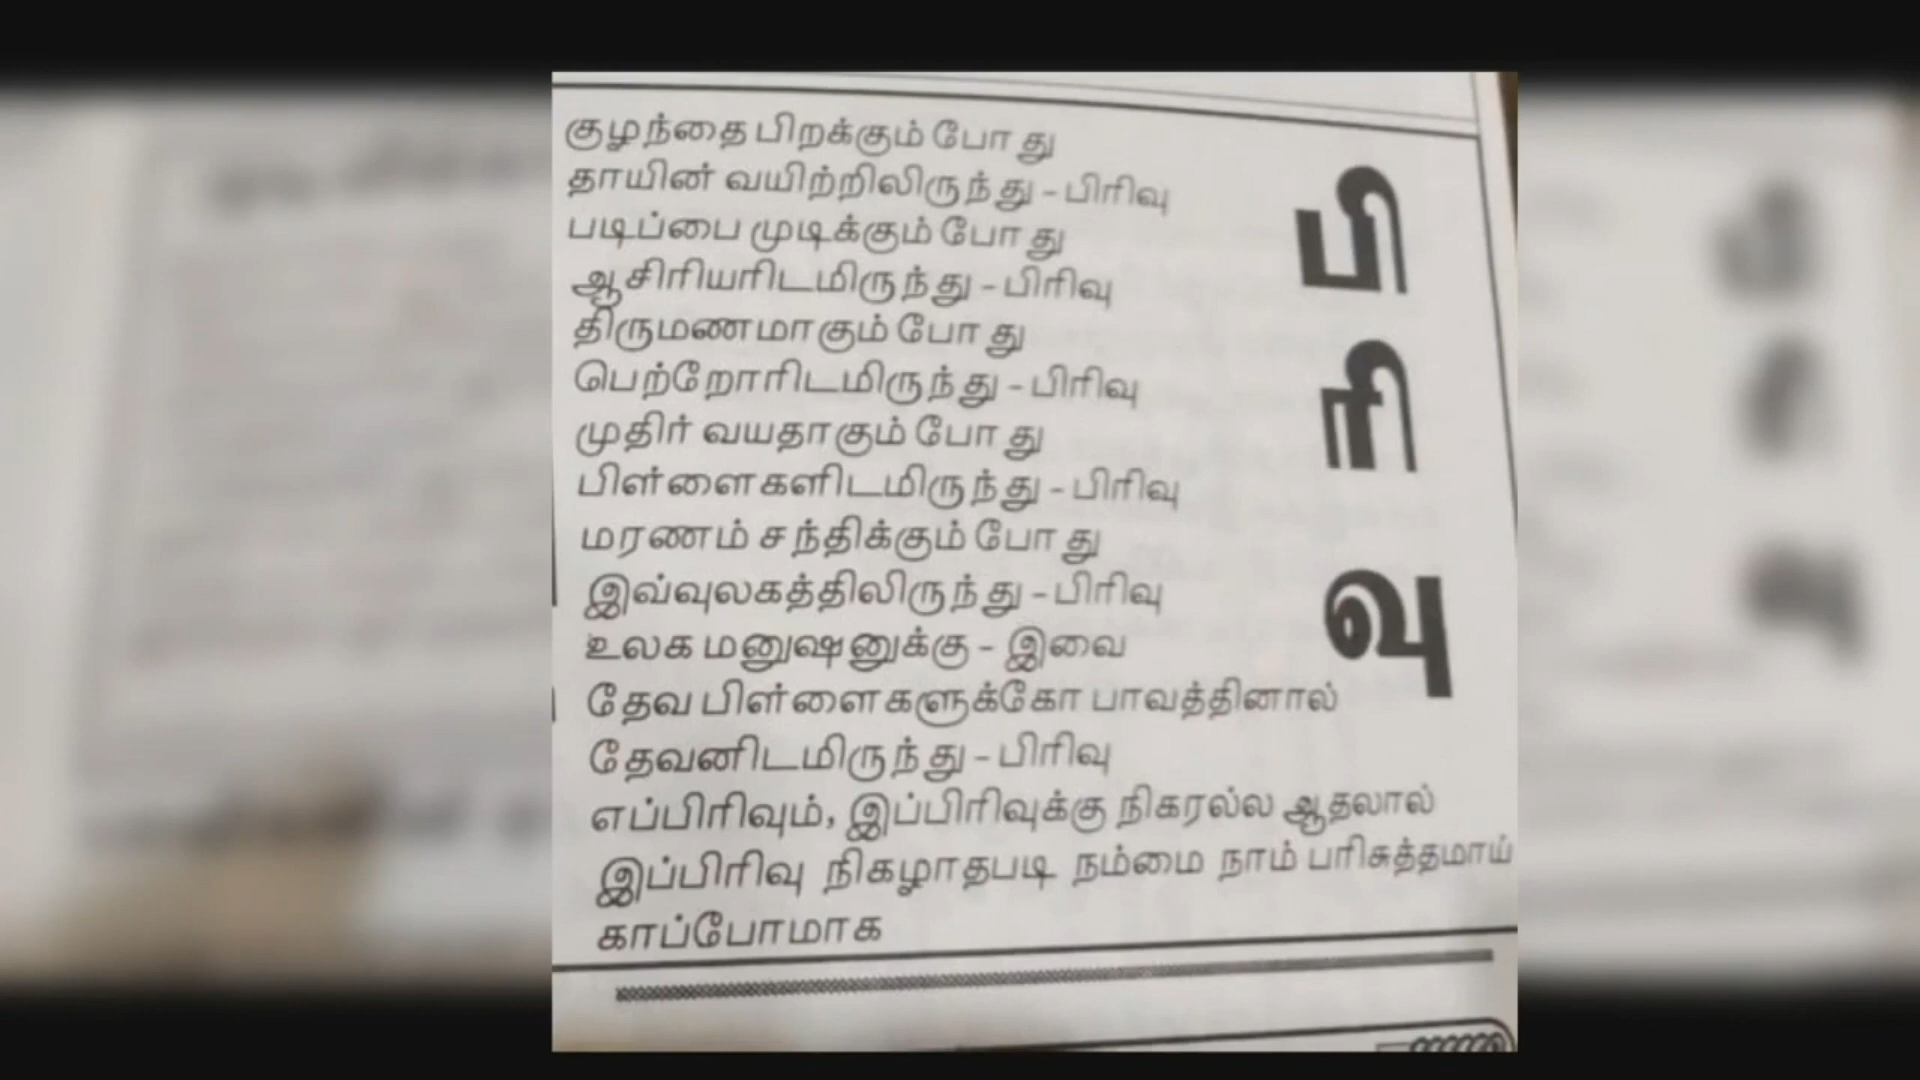 குழந்தை பிறக்கும் போது
தாயின் வயிற்றிலிருந்து - பிரிவு
படிப்பை முடிக்கும் போது
ஆசிரியரிடமிருந்து - பிரிவு
திருமணமாகும் போது
பெற்றோரிடமிருந்து - பிரிவு
முதிர் வயதாகும் போது
பிள்ளைகளிடமிருந்து - பிரிவு
மரணம் சந்திக்கும் போது
இவ்வுலகத்திலிருந்து - பிரிவு
உலக மனுஷனுக்கு - இவை
தேவ பிள்ளைகளுக்கோ பாவத்தினால்
தேவனிடமிருந்து - பிரிவு
எப்பிரிவும், இப்பிரிவுக்கு நிகரல்ல ஆதலால்
இப்பிரிவு நிகழாதபடி நம்மை நாம் பரிசுத்தமாய்
காப்போமாக
பி
ரி
வு